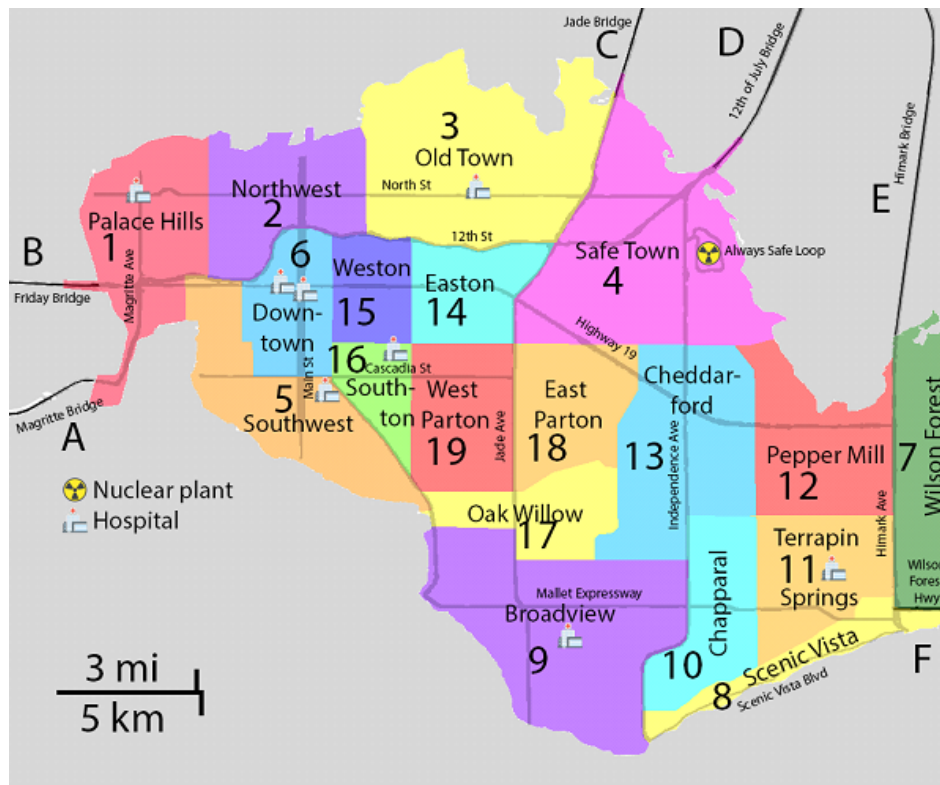 Jade Bridge
C
D
12th of July Bridge
Himark Bridge
E
3
Old Town
North St
12th St
Northwest
2
Palace Hills
1
Magritte Ave
B
Friday Bridge
Magritte Bridge
A
6
Down-
town
Main St
Weston
15
Easton
14
Safe Town
4
Always Safe Loop
Highway 19
16
Cascadia St
South-
ton
5
Southwest
West
Parton
19
Jade Ave
East
Parton
18
Cheddar-
ford
13
Independence Ave
Pepper Mill
12
7
Wilson Forest
Himark Ave
Oak Willow
17
Terrapin
11
Springs
Wilson
Fores
Hwy
Mallet Expressway
Broadview
9
Chapparal
10
8
Scenic Vista
Scenic Vista Blvd
F
Nuclear plant
Hospital
3 mi
5 km